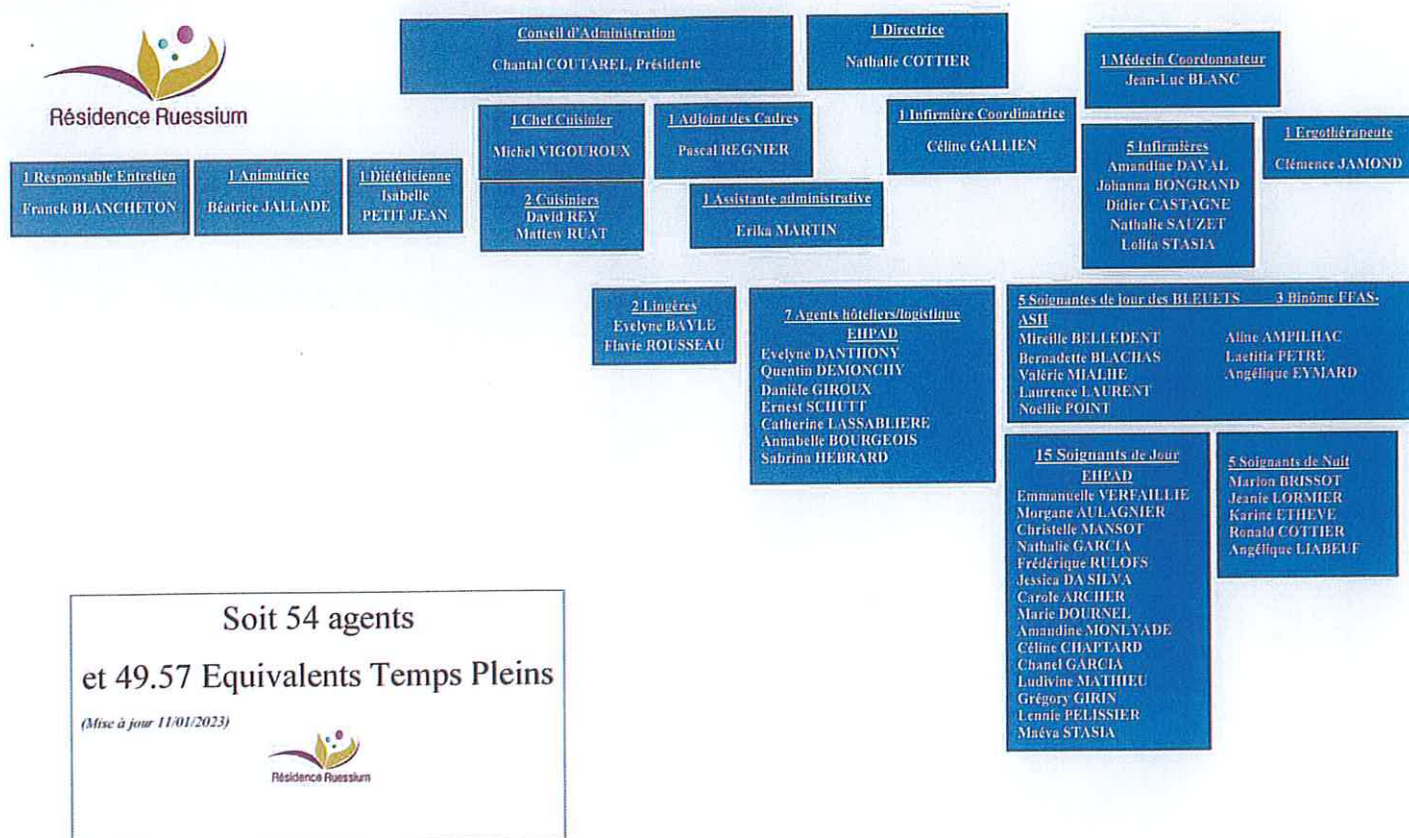 Résidence Ruessium
Conseil d'Administration
Chantal COUTAREL, Présidente
1 Directrice
Nathalie COTTIER
1 Médecin Coordonnateur
Jean-Luc BLANC
1 Chef Cuisinier
Michel VIGOUROUX
1 Adjoint des Cadres
Pascal REGNIER
1 Infirmière Coordinatrice
Céline GALLIEN
5 Infirmières
Amandine DAVAL
Johanna BONGRAND
Didier CASTAGNE
Nathalie SAUZET
Lolita STASIA
1 Ergothérapeute
Clémence JAMOND
1 Responsable Entretien
Franck BLANCHETON
1 Animatrice
Béatrice JALLADE
1 Diététicienne
Isabelle
PETIT JEAN
2 Cuisiniers
David REY
Mattew RUAT
1 Assistante administrative
Erika MARTIN
2 Lingères
Evelyne BAYLE
Flavie ROUSSEAU
7 Agents hôteliers/logistique
EHPAD
Evelyne DANTHONY
Quentin DEMONCHY
Danièle GIROUX
Ernest SCHUTT
Catherine LASSABLIERE
Annabelle BOURGEOIS
Sabrina HEBRARD
5 Soignantes de jour des BLEUETS 3 Binôme FFAS-
ASH
Mireille BELLEDENT Aline AMPILHAC
Bernadette BLACHAS Laetitia PETRE
Valérie MIALHE Angélique EYMARD
Laurence LAURENT
Noellie POINT
15 Soignants de Jour
EHPAD
Emmanuelle VERFAILLIE
Morgane AULAGNIER
Christelle MANSOT
Nathalie GARCIA
Frédérique RULOFS
Jessica DA SILVA
Carole ARCHER
Marie DOURNEL
Amandine MONLYADE
Céline CHAPTARD
Chanel GARCIA
Ludivine MATHIEU
Grégory GIRIN
Lennie PELISSIER
Maéva STASIA
5 Soignants de Nuit
Marion BRISSOT
Jeanie LORMIER
Karine ETHEVE
Ronald COTTIER
Angélique LIABEUF
Soit 54 agents
et 49.57 Equivalents Temps Pleins
(Mise à jour 11/01/2023)
Résidence Ruessium